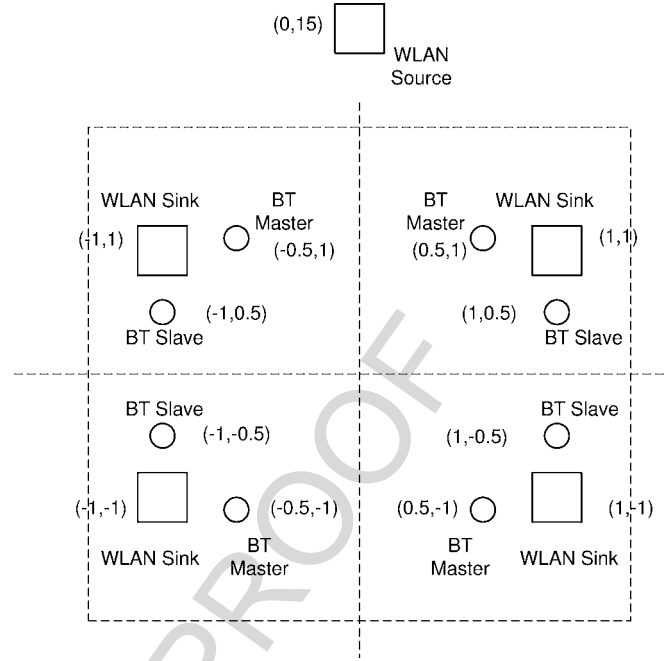 (0,15)
WLAN
Source
WLAN Sink
BT
Master
BT
Master
WLAN Sink
(-1,1)
(-0.5,1)
(0.5,1)
(1,1)
(-1,0.5)
(1,0.5)
BT Slave
BT Slave
BT Slave
BT Slave
(-1,-0.5)
(1,-0.5)
(-1,-1)
(-0.5,-1)
(0.5,-1)
(1,-1)
WLAN Sink
BT
Master
BT
Master
WLAN Sink
PROOF